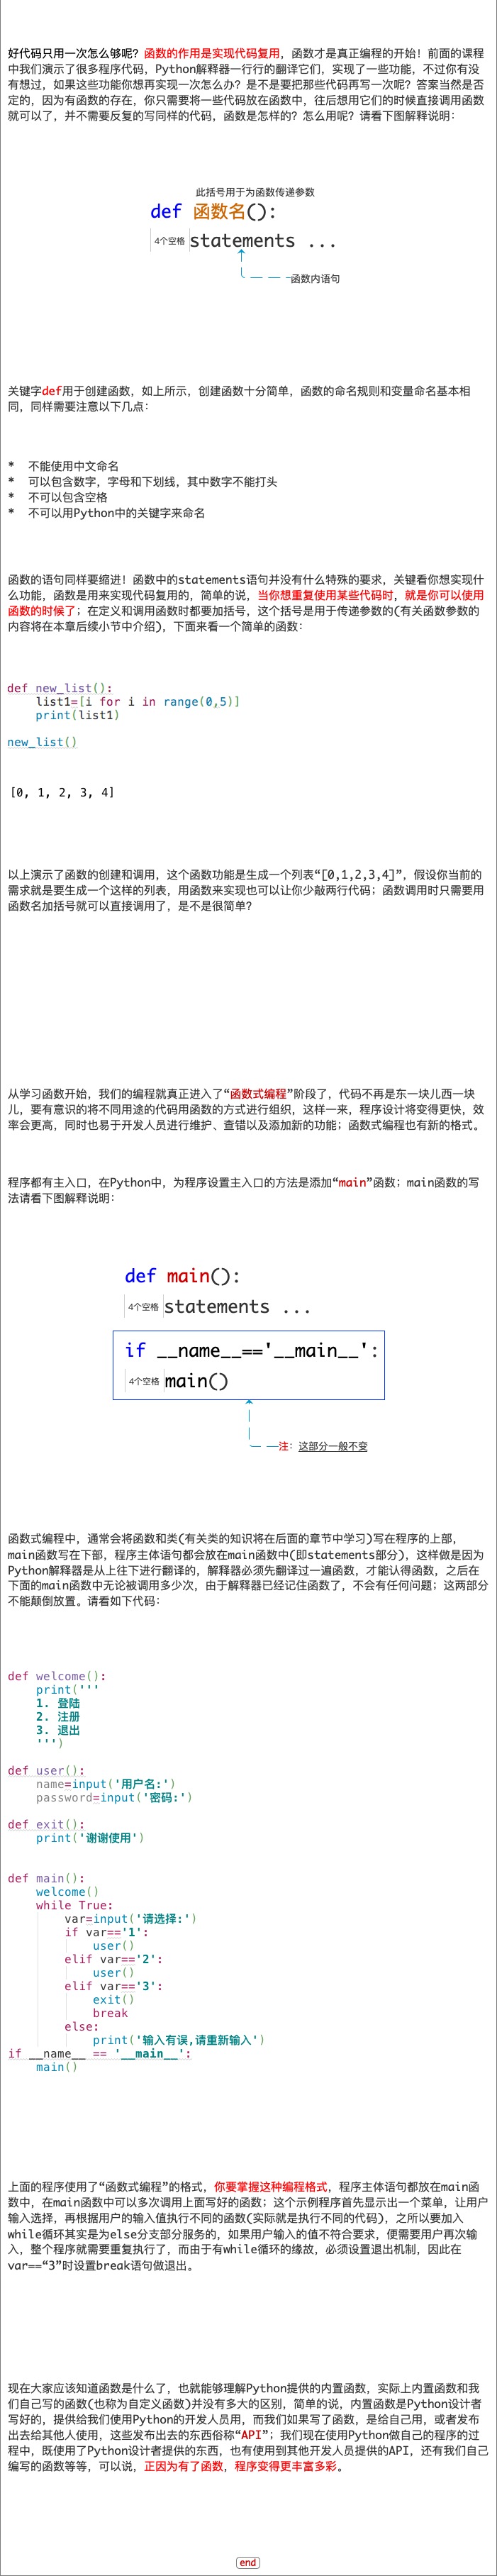 好代码只用一次怎么够呢？函数的作用是实现代码复用，函数才是真正编程的开始！前面的课程
中我们演示了很多程序代码，Python解释器一行行的翻译它们，实现了一些功能，不过你有没
有想过，如果这些功能你想再实现一次怎么办？是不是要把那些代码再写一次呢？答案当然是否
定的，因为有函数的存在，你只需要将一些代码放在函数中，往后想用它们的时候直接调用函数
就可以了，并不需要反复的写同样的代码，函数是怎样的？怎么用呢？请看下图解释说明：
此括号用于为函数传递参数
def 函数名():
4个空格 statements ...
函数内语句
关键字def用于创建函数，如上所示，创建函数十分简单，函数的命名规则和变量命名基本相
同，同样需要注意以下几点：
* 不能使用中文命名
* 可以包含数字，字母和下划线，其中数字不能打头
* 不可以包含空格
* 不可以用Python中的关键字来命名
函数的语句同样要缩进！函数中的statements语句并没有什么特殊的要求，关键看你想实现什
么功能，函数是用来实现代码复用的，简单的说，当你想重复使用某些代码时，就是你可以使用
函数的时候了；在定义和调用函数时都要加括号，这个括号是用于传递参数的(有关函数参数的
内容将在本章后续小节中介绍)，下面来看一个简单的函数：
def new_list():
    list1=[i for i in range(0,5)]
    print(list1)
new_list()
[0, 1, 2, 3, 4]
以上演示了函数的创建和调用，这个函数功能是生成一个列表“[0,1,2,3,4]”，假设你当前的
需求就是要生成一个这样的列表，用函数来实现也可以让你少敲两行代码；函数调用时只需要用
函数名加括号就可以直接调用了，是不是很简单？
从学习函数开始，我们的编程就真正进入了“函数式编程”阶段了，代码不再是东一块儿西一块
儿，要有意识的将不同用途的代码用函数的方式进行组织，这样一来，程序设计将变得更快，效
率会更高，同时也易于开发人员进行维护、查错以及添加新的功能；函数式编程也有新的格式。
程序都有主入口，在Python中，为程序设置主入口的方法是添加“main”函数；main函数的写
法请看下图解释说明：
def main():
4个空格 statements ...
if __name__=='__main__':
4个空格 main()
注：这部分一般不变
函数式编程中，通常会将函数和类(有关类的知识将在后面的章节中学习)写在程序的上部，
main函数写在下部，程序主体语句都会放在main函数中(即statements部分)，这样做是因为
Python解释器是从上往下进行翻译的，解释器必须先翻译过一遍函数，才能认得函数，之后在
下面的main函数中无论被调用多少次，由于解释器已经记住函数了，不会有任何问题；这两部分
不能颠倒放置。请看如下代码：
def welcome():
    print('''
    1. 登陆
    2. 注册
    3. 退出
    ''')
def user():
    name=input('用户名:')
    password=input('密码:')
def exit():
    print('谢谢使用')
def main():
    welcome()
    while True:
        var=input('请选择:')
        if var=='1':
            user()
        elif var=='2':
            user()
        elif var=='3':
            exit()
            break
        else:
            print('输入有误,请重新输入')
if __name__ == '__main__':
    main()
上面的程序使用了“函数式编程”的格式，你要掌握这种编程格式，程序主体语句都放在main函
数中，在main函数中可以多次调用上面写好的函数；这个示例程序首先显示出一个菜单，让用户
输入选择，再根据用户的输入值执行不同的函数(实际就是执行不同的代码)，之所以要加入
while循环其实是为else分支部分服务的，如果用户输入的值不符合要求，便需要用户再次输
入，整个程序就需要重复执行了，而由于有while循环的缘故，必须设置退出机制，因此在
var==“3”时设置break语句做退出。
现在大家应该知道函数是什么了，也就能够理解Python提供的内置函数，实际上内置函数和我
们自己写的函数(也称为自定义函数)并没有多大的区别，简单的说，内置函数是Python设计者
写好的，提供给我们使用Python的开发人员用，而我们如果写了函数，是给自己用，或者发布
出去给其他人使用，这些发布出去的东西俗称“API”；我们现在使用Python做自己的程序的过
程中，既使用了Python设计者提供的东西，也有使用到其他开发人员提供的API，还有我们自己
编写的函数等等，可以说，正因为有了函数，程序变得更丰富多彩。
end